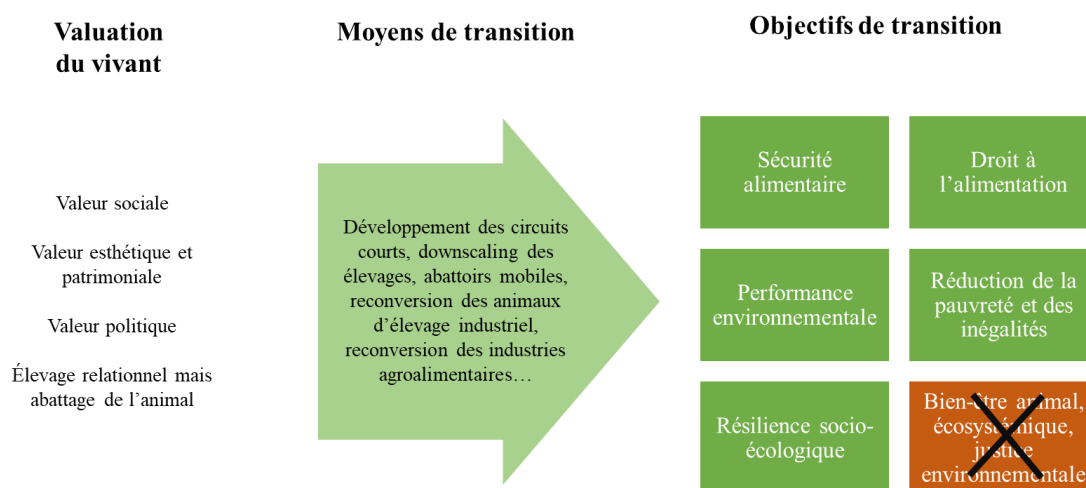 Valuation
du vivant
Valeur sociale
Valeur esthétique et
patrimoniale
Valeur politique
Élevage relationnel mais
abattage de l’animal
Moyens de transition
Développement des circuits
courts, downscaling des
élevages, abattoirs mobiles,
reconversion des animaux
d’élevage industriel,
reconversion des industries
agroalimentaires…
Objectifs de transition
Sécurité
alimentaire
Droit à
l’alimentation
Performance
environnementale
Réduction de la
pauvreté et des
inégalités
Résilience socio-
écologique
Bien-être animal,
écosystémique,
justice
environnementale